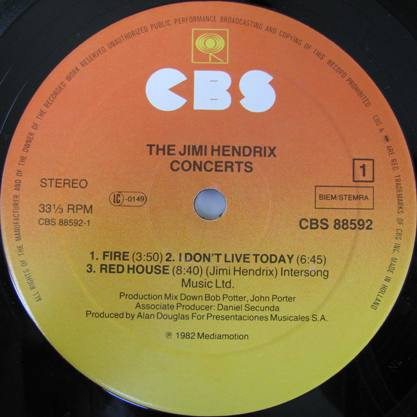 ALL RIGHTS OF THE MANUFACTURER AND OF THE OWNER OF THE RECORDED WORK RESERVED UNAUTHORIZED PUBLIC PERFORMANCE BROADCASTING AND COPYING OF THIS RECORD PROHIBITED
CBS & ARE REG. TRADEMARKS OF CBS INC. MADE IN HOLLAND
CBS
THE JIMI HENDRIX
CONCERTS
STEREO
LC-0149
1
33⅓ RPM
BIEM/STEMRA
CBS 88592-1
CBS 88592
1. FIRE (3:50) 2. I DON'T LIVE TODAY (6:45)
3. RED HOUSE (8:40) (Jimi Hendrix) Intersong
Music Ltd.
Production Mix Down Bob Potter, John Porter
Associate Producer: Daniel Secunda
Produced by Alan Douglas For Presentaciones Musicales S.A.
℗ 1982 Mediamotion